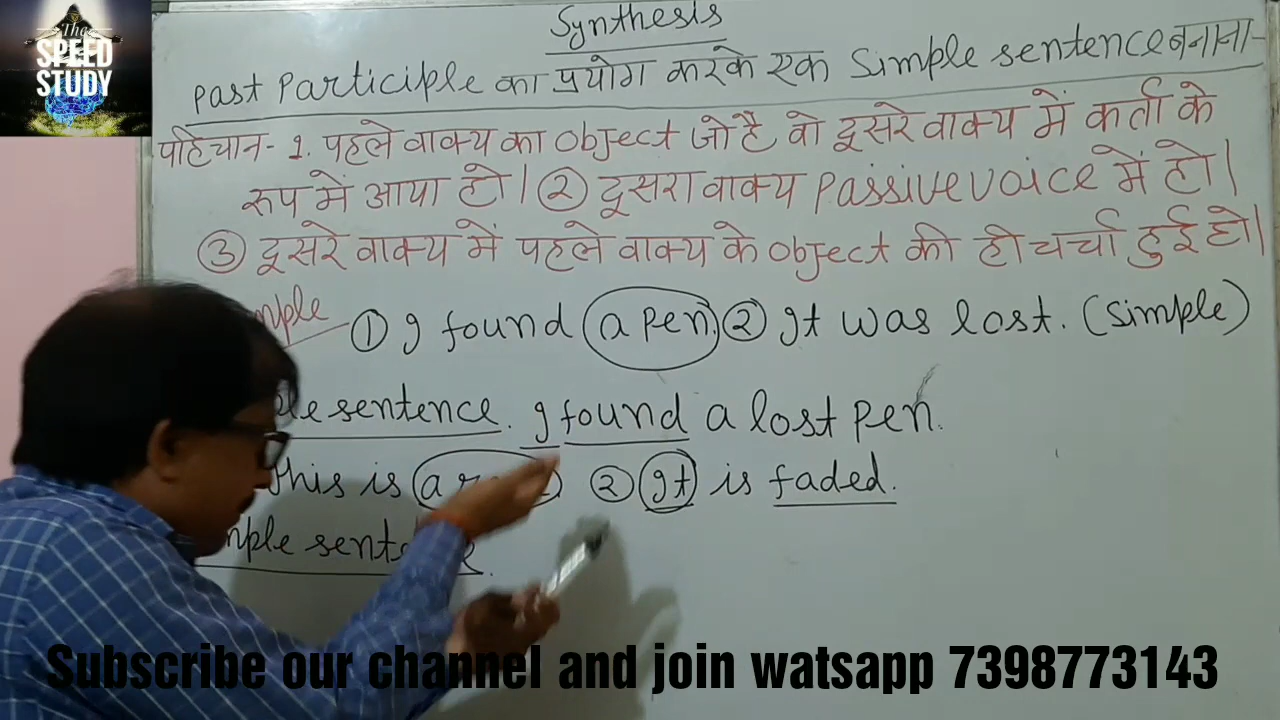 The
SPEED
STUDY
Synthesis
Past Participle का प्रयोग करके एक Simple sentence बनाना-
पहिचान- 1. पहले वाक्य का object जो है वो दूसरे वाक्य में कर्ता के
रूप में आया हो। ② दूसरा वाक्य Passive voice में हो।
③ दूसरे वाक्य में पहले वाक्य के object की ही चर्चा हुई हो।
① I found a pen ② It was lost. (Simple)
sentence. I found a lost pen.
This is a ② It is faded.
Subscribe our channel and join watsapp 7398773143